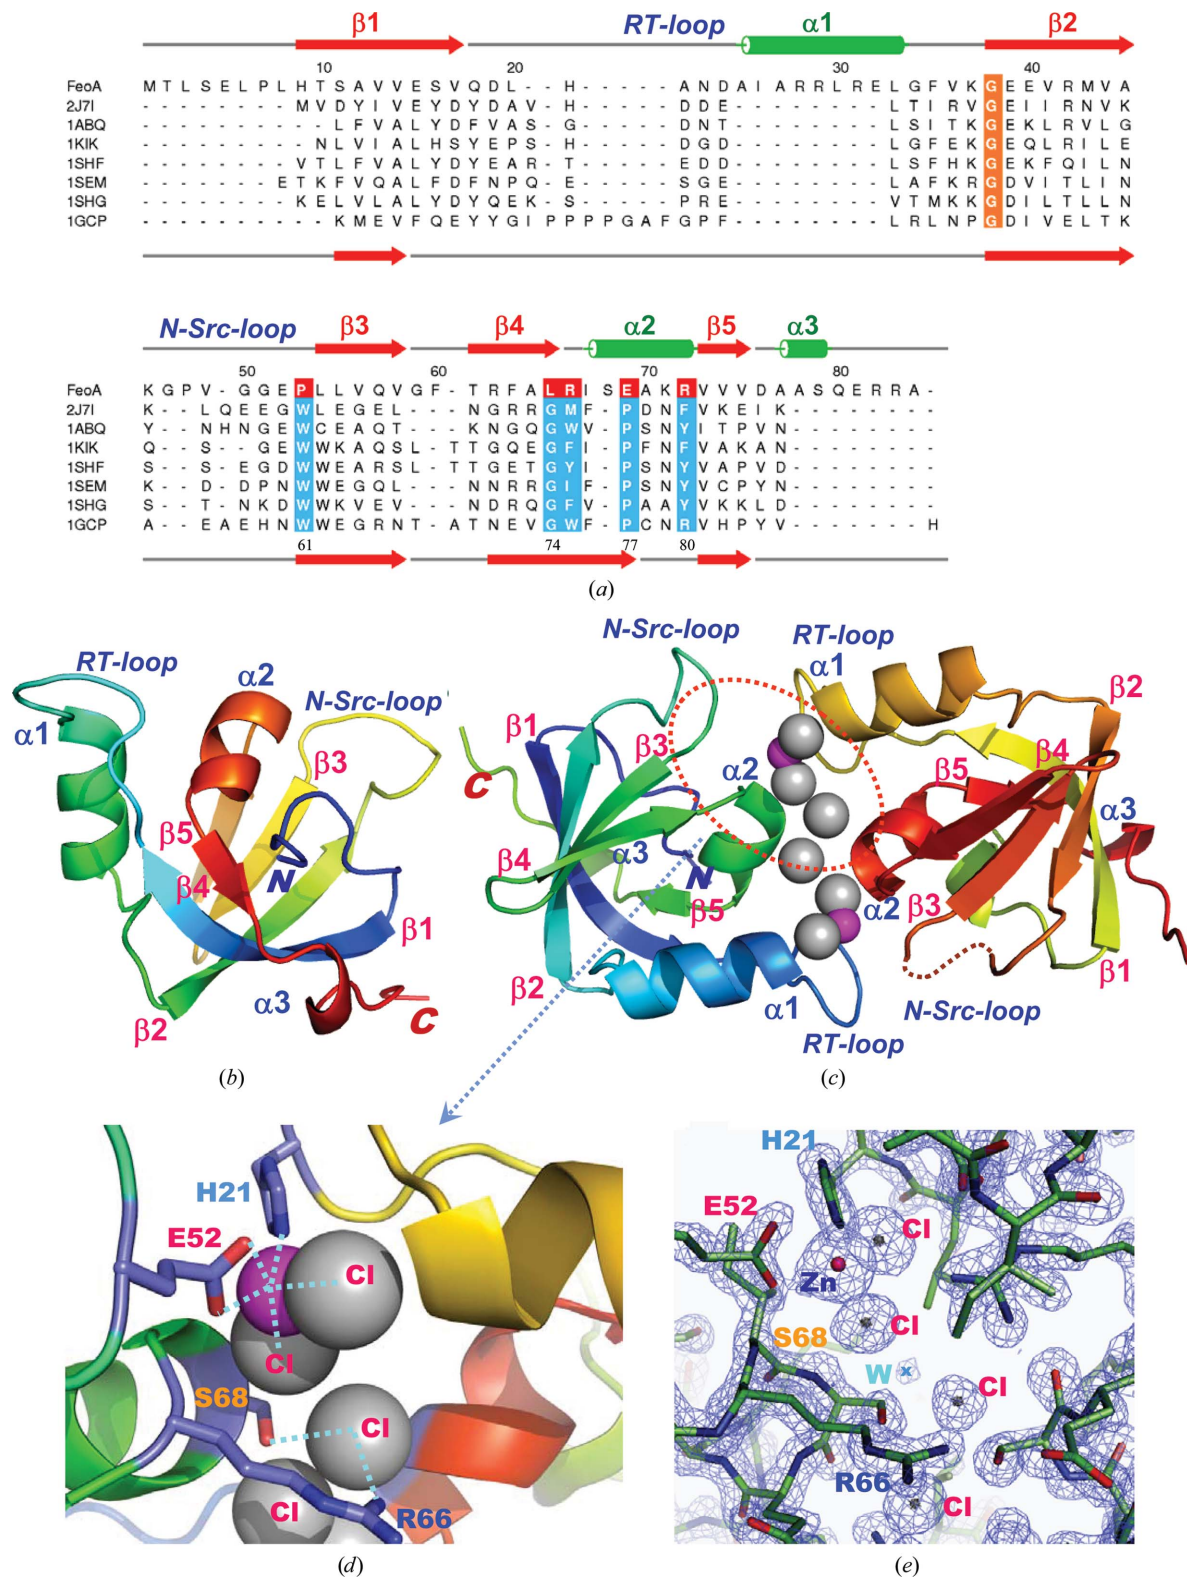 β1 RT-loop α1 β2
10 20 30 40
FeoA M T L S E L P L H T S A V V E S V Q D L - - H - - - - - A N D A I A R R L R E L G F V K G E E V R M V A
2J7I - - - - - - - - M V D Y I V E Y D Y D A V - H - - - - - D D E - - - - - - - - L T I R V G E I I R N V K
1ABQ - - - - - - - - - - L F V A L Y D F V A S - G - - - - - D N T - - - - - - - - L S I T K G E K L R V L G
1KIK - - - - - - - - - N L V I A L H S Y E P S - H - - - - - D G D - - - - - - - - L G F E K G E Q L R I L E
1SHF - - - - - - - - V T L F V A L Y D Y E A R - T - - - - - E D D - - - - - - - - L S F H K G E K F Q I L N
1SEM - - - - - - - E T K F V Q A L F D F N P Q - E - - - - - S G E - - - - - - - - L A F K R G D V I T L I N
1SHG - - - - - - - - K E L V L A L Y D Y Q E K - S - - - - - P R E - - - - - - - - V T M K K G D I L T L L N
1GCP - - - - - - - - - - K M E V F Q E Y Y G I P P P P G A F G P F - - - - - - - - L R L N P G D I V E L T K
N-Src-loop β3 β4 α2 β5 α3
50 60 70 80
FeoA K G P V - G G E P L L V Q V G F - T R F A L R I S E A K R V V V D A A S Q E R R A -
2J7I K - - L Q E E G W L E G E L - - - N G R R G M F - P D N F V K E I K - - - - - - - -
1ABQ Y - - N H N G E W C E A Q T - - - K N G Q G W V - P S N Y I T P V N - - - - - - - -
1KIK Q - - S - - G E W W K A Q S L - T T G Q E G F I - P F N F V A K A N - - - - - - - -
1SHF S - - S - E G D W W E A R S L - T T G E T G Y I - P S N Y V A P V D - - - - - - - -
1SEM K - - D - D P N W W E G Q L - - - N N R R G I F - P S N Y V C P Y N - - - - - - - -
1SHG S - - T - N K D W W K V E V - - - N D R Q G F V - P A A Y V K K L D - - - - - - - -
1GCP A - - E A E H N W W E G R N T - A T N E V G W F - P C N R V H P Y V - - - - - - - H
61 74 77 80
(a)
RT-loop
α2
N-Src-loop
α1
β3
β5
β4
N
β1
α3
β2
C
(b)
N-Src-loop
RT-loop
α1
β2
β1
β3
β4
C
α2
β5
α3
β4
α3
N
β5
α2
β3
β2
α1
β1
N-Src-loop
RT-loop
(c)
H21
E52
Cl
Cl
S68
Cl
Cl
R66
(d)
H21
E52
Cl
Zn
Cl
S68
W
Cl
R66
Cl
(e)